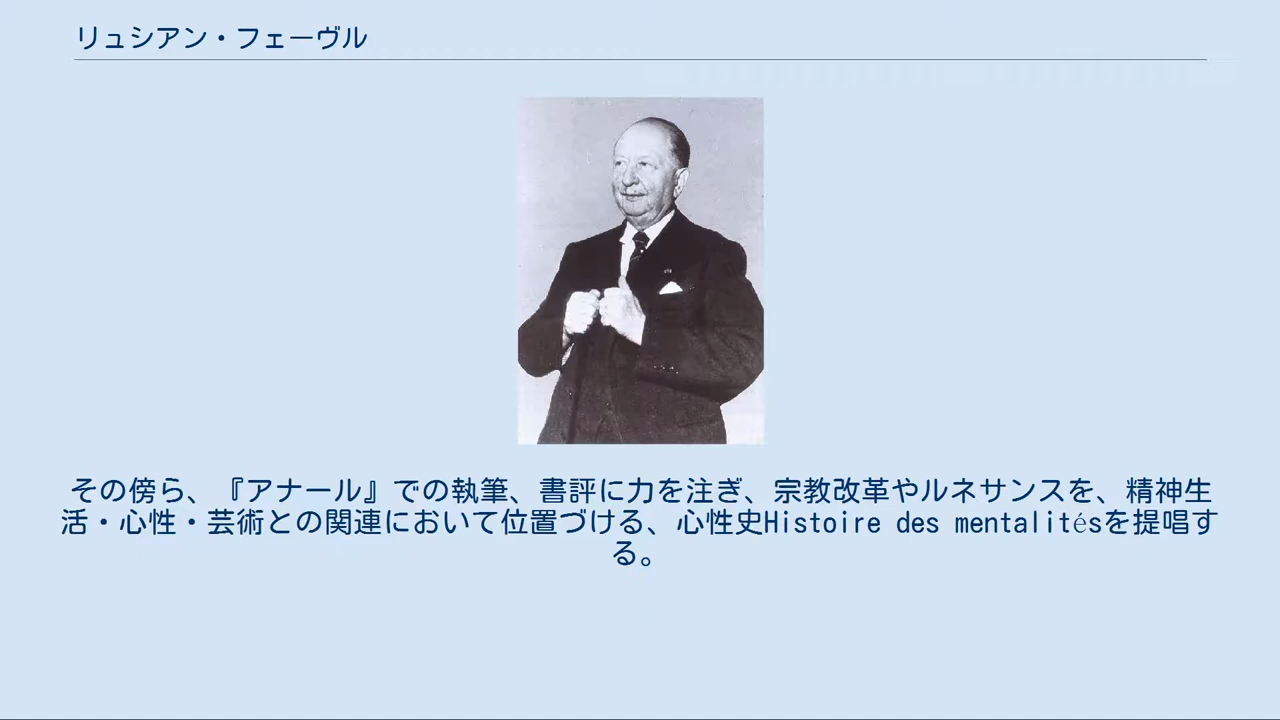 リュシアン・フェーヴル
その傍ら、『アナール』での執筆、書評に力を注ぎ、宗教改革やルネサンスを、精神生
活・心性・芸術との関連において位置づける、心性史Histoire des mentalitésを提唱す
る。